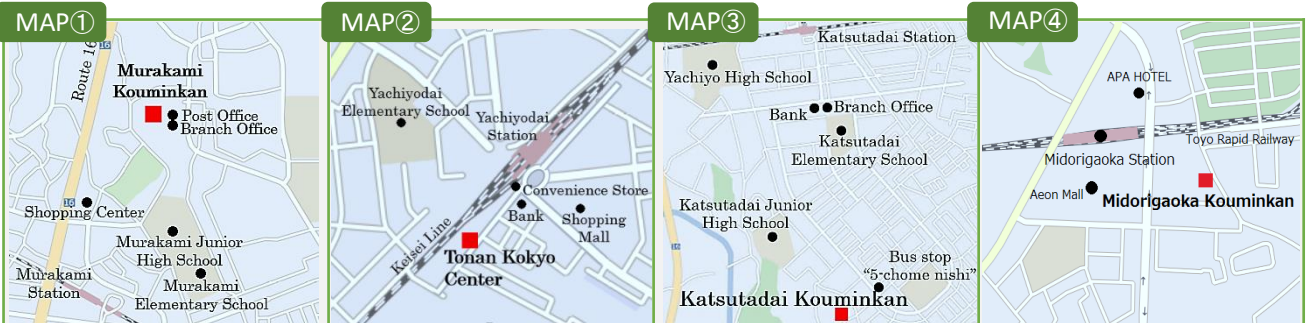 MAP①
Route 16
16
Murakami
Kouminkan
Post Office
Branch Office
16
Shopping Center
Murakami Junior
High School
Murakami
Station
Murakami
Elementary School
MAP②
Yachiyodai
Elementary School
Yachiyodai
Station
Convenience Store
Bank
Shopping
Mall
Keisei Line
Tonan Kokyo
Center
MAP③
Katsutadai Station
Yachiyo High School
Bank
Branch Office
Katsutadai
Elementary School
Katsutadai Junior
High School
16
Bus stop
“5-chome nishi”
Katsutadai Kouminkan
MAP④
APA HOTEL
Toyo Rapid Railway
Midorigaoka Station
Aeon Mall
Midorigaoka Kouminkan